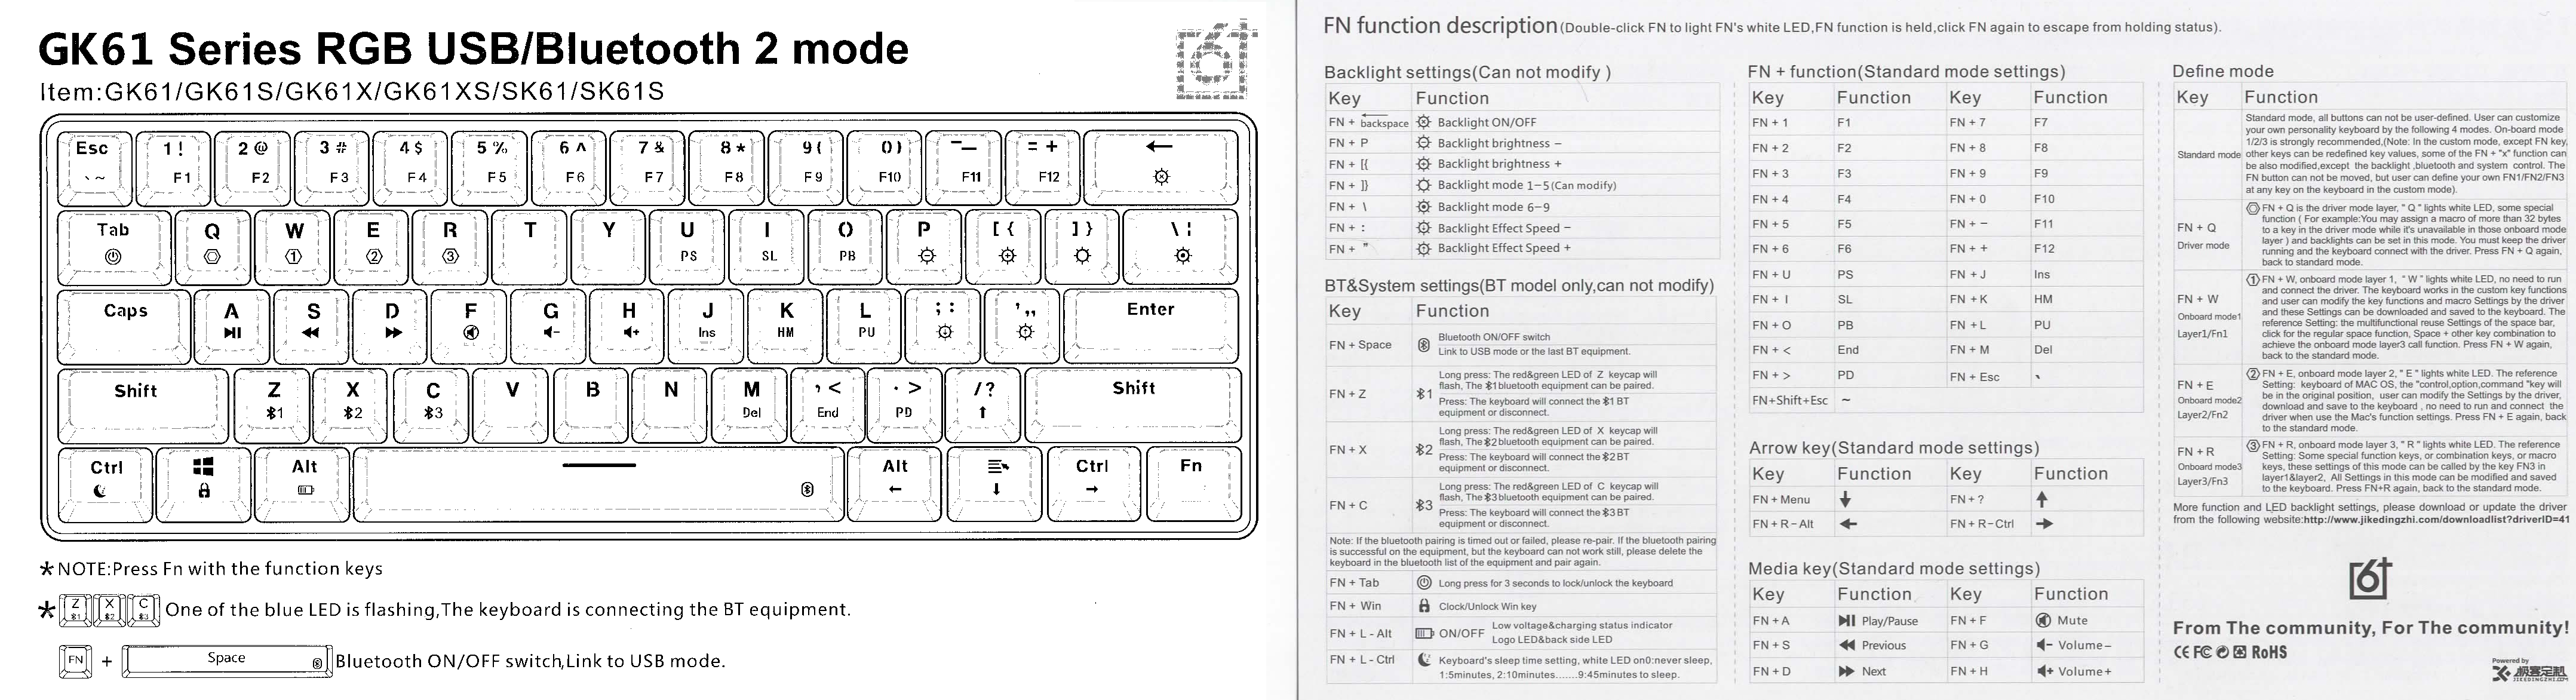 GK61 Series RGB USB/Bluetooth 2 mode
Item:GK61/GK61S/GK61X/GK61XS/SK61/SK61S
Esc 1! 2@ 3# 4$ 5% 6^ 7& 8* 9( 0) -— =+ ←
`~ F1 F2 F3 F4 F5 F6 F7 F8 F9 F10 F11 F12
Tab Q W E R T Y U I O P [{ ]} \¦
1 2 3 PS SL PB
Caps A S D F G H J K L ;: ',, Enter
Ins HM PU
Shift Z X C V B N M ,< .> /? Shift
1 2 3 Del End PD ↑
Ctrl Alt Alt Ctrl Fn
← ↓ →
*NOTE:Press Fn with the function keys
* Z 1 X 2 C 3 One of the blue LED is flashing,The keyboard is connecting the BT equipment.
FN + Space Bluetooth ON/OFF switch,Link to USB mode.
FN function description(Double-click FN to light FN's white LED,FN function is held,click FN again to escape from holding status).
Backlight settings(Can not modify )
Key Function
FN + backspace Backlight ON/OFF
FN + P Backlight brightness −
FN + [{ Backlight brightness +
FN + ]} Backlight mode 1−5(Can modify)
FN + \ Backlight mode 6−9
FN + : Backlight Effect Speed −
FN + " Backlight Effect Speed +
BT&System settings(BT model only,can not modify)
Key Function
FN + Space Bluetooth ON/OFF switch
Link to USB mode or the last BT equipment.
FN + Z 1 Long press: The red&green LED of Z keycap will
flash, The 1bluetooth equipment can be paired.
Press: The keyboard will connect the 1 BT
equipment or disconnect.
FN + X 2 Long press: The red&green LED of X keycap will
flash, The 2bluetooth equipment can be paired.
Press: The keyboard will connect the 2BT
equipment or disconnect.
FN + C 3 Long press: The red&green LED of C keycap will
flash, The 3bluetooth equipment can be paired.
Press: The keyboard will connect the 3BT
equipment or disconnect.
Note: If the bluetooth pairing is timed out or failed, please re-pair. If the bluetooth pairing
is successful on the equipment, but the keyboard can not work still, please delete the
keyboard in the bluetooth list of the equipment and pair again.
FN + Tab Long press for 3 seconds to lock/unlock the keyboard
FN + Win Clock/Unlock Win key
FN + L - Alt ON/OFF Low voltage&charging status indicator
Logo LED&back side LED
FN + L - Ctrl Keyboard's sleep time setting, white LED on0:never sleep,
1:5minutes, 2:10minutes.......9:45minutes to sleep.
FN + function(Standard mode settings)
Key Function Key Function
FN + 1 F1 FN + 7 F7
FN + 2 F2 FN + 8 F8
FN + 3 F3 FN + 9 F9
FN + 4 F4 FN + 0 F10
FN + 5 F5 FN + − F11
FN + 6 F6 FN + + F12
FN + U PS FN + J Ins
FN + I SL FN + K HM
FN + O PB FN + L PU
FN + < End FN + M Del
FN + > PD FN + Esc `
FN+Shift+Esc ~
Arrow key(Standard mode settings)
Key Function Key Function
FN + Menu ↓ FN + ? ↑
FN + R − Alt ← FN + R − Ctrl →
Media key(Standard mode settings)
Key Function Key Function
FN + A Play/Pause FN + F Mute
FN + S Previous FN + G Volume−
FN + D Next FN + H Volume+
Define mode
Key Function
Standard mode Standard mode, all buttons can not be user-defined. User can customize
your own personality keyboard by the following 4 modes. On-board mode
1/2/3 is strongly recommended,(Note: In the custom mode, except FN key,
other keys can be redefined key values, some of the FN + "x" function can
be also modified,except the backlight bluetooth and system control. The
FN button can not be moved, but user can define your own FN1/FN2/FN3
at any key on the keyboard in the custom mode).
FN + Q
Driver mode
FN + Q is the driver mode layer, " Q " lights white LED, some special
function ( For example:You may assign a macro of more than 32 bytes
to a key in the driver mode while it's unavailable in those onboard mode
layer ) and backlights can be set in this mode. You must keep the driver
running and the keyboard connect with the driver. Press FN + Q again,
back to standard mode.
FN + W
Onboard mode1
Layer1/Fn1
1 FN + W, onboard mode layer 1, " W " lights white LED, no need to run
and connect the driver. The keyboard works in the custom key functions
and user can modify the key functions and macro Settings by the driver
and these Settings can be downloaded and saved to the keyboard. The
reference Setting: the multifunctional reuse Settings of the space bar,
click for the regular space function, Space + other key combination to
achieve the onboard mode layer3 call function. Press FN + W again,
back to the standard mode.
FN + E
Onboard mode2
Layer2/Fn2
2 FN + E, onboard mode layer 2, " E " lights white LED. The reference
Setting: keyboard of MAC OS, the "control,option,command "key will
be in the original position, user can modify the Settings by the driver,
download and save to the keyboard , no need to run and connect the
driver when use the Mac's function settings. Press FN + E again, back
to the standard mode.
FN + R
Onboard mode3
Layer3/Fn3
3 FN + R, onboard mode layer 3, " R " lights white LED. The reference
Setting: Some special function keys, or combination keys, or macro
keys, these settings of this mode can be called by the key FN3 in
layer1&layer2, All Settings in this mode can be modified and saved
to the keyboard. Press FN+R again, back to the standard mode.
More function and LED backlight settings, please download or update the driver
from the following website:http://www.jikedingzhi.com/downloadlist?driverID=41
From The community, For The community!
CE FC RoHS
Powered by
极客定制
JIKEDINGZHI.COM